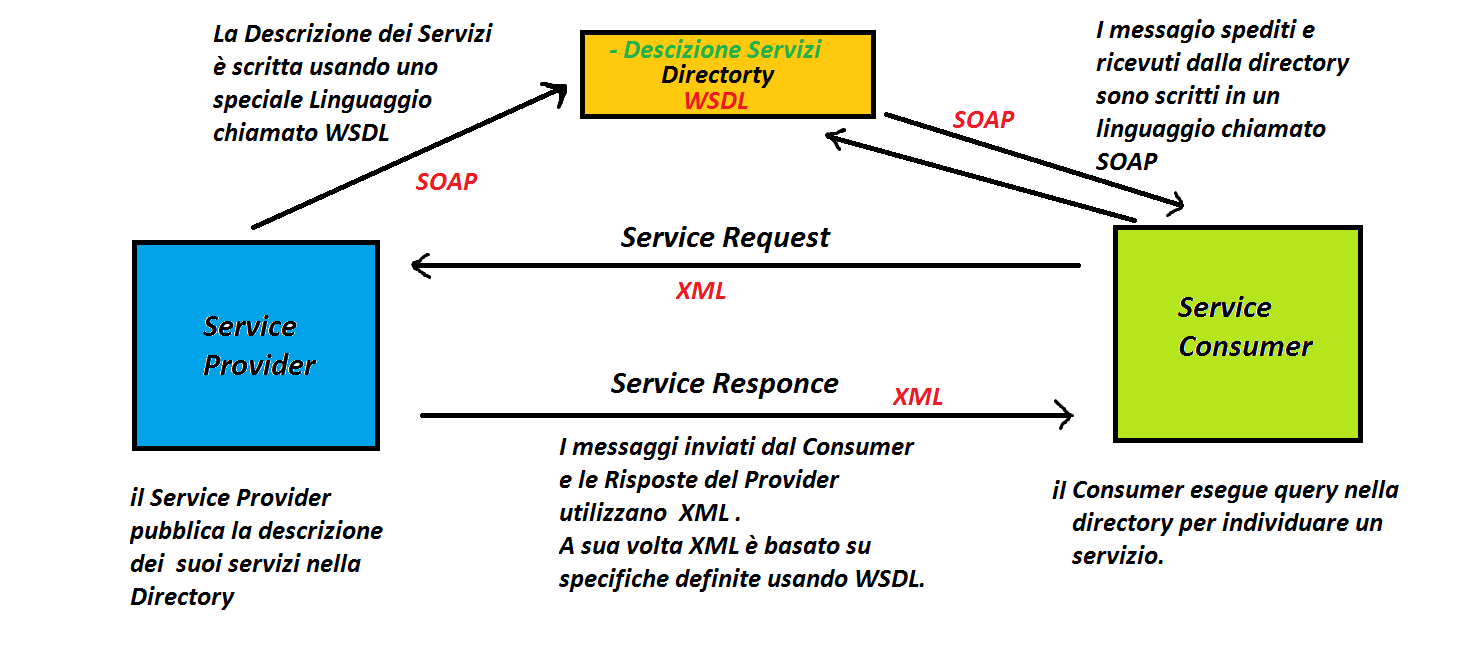 La Descrizione dei Servizi
è scritta usando uno
speciale Linguaggio
chiamato WSDL
- Descizione Servizi
Directorty
WSDL
I messagio spediti e
ricevuti dalla directory
sono scritti in un
linguaggio chiamato
SOAP
SOAP
SOAP
Service Request
XML
Service
Provider
Service
Consumer
Service Responce
XML
I messaggi inviati dal Consumer
e le Risposte del Provider
utilizzano XML .
A sua volta XML è basato su
specifiche definite usando WSDL.
il Service Provider
pubblica la descrizione
dei suoi servizi nella
Directory
il Consumer esegue query nella
directory per individuare un
servizio.